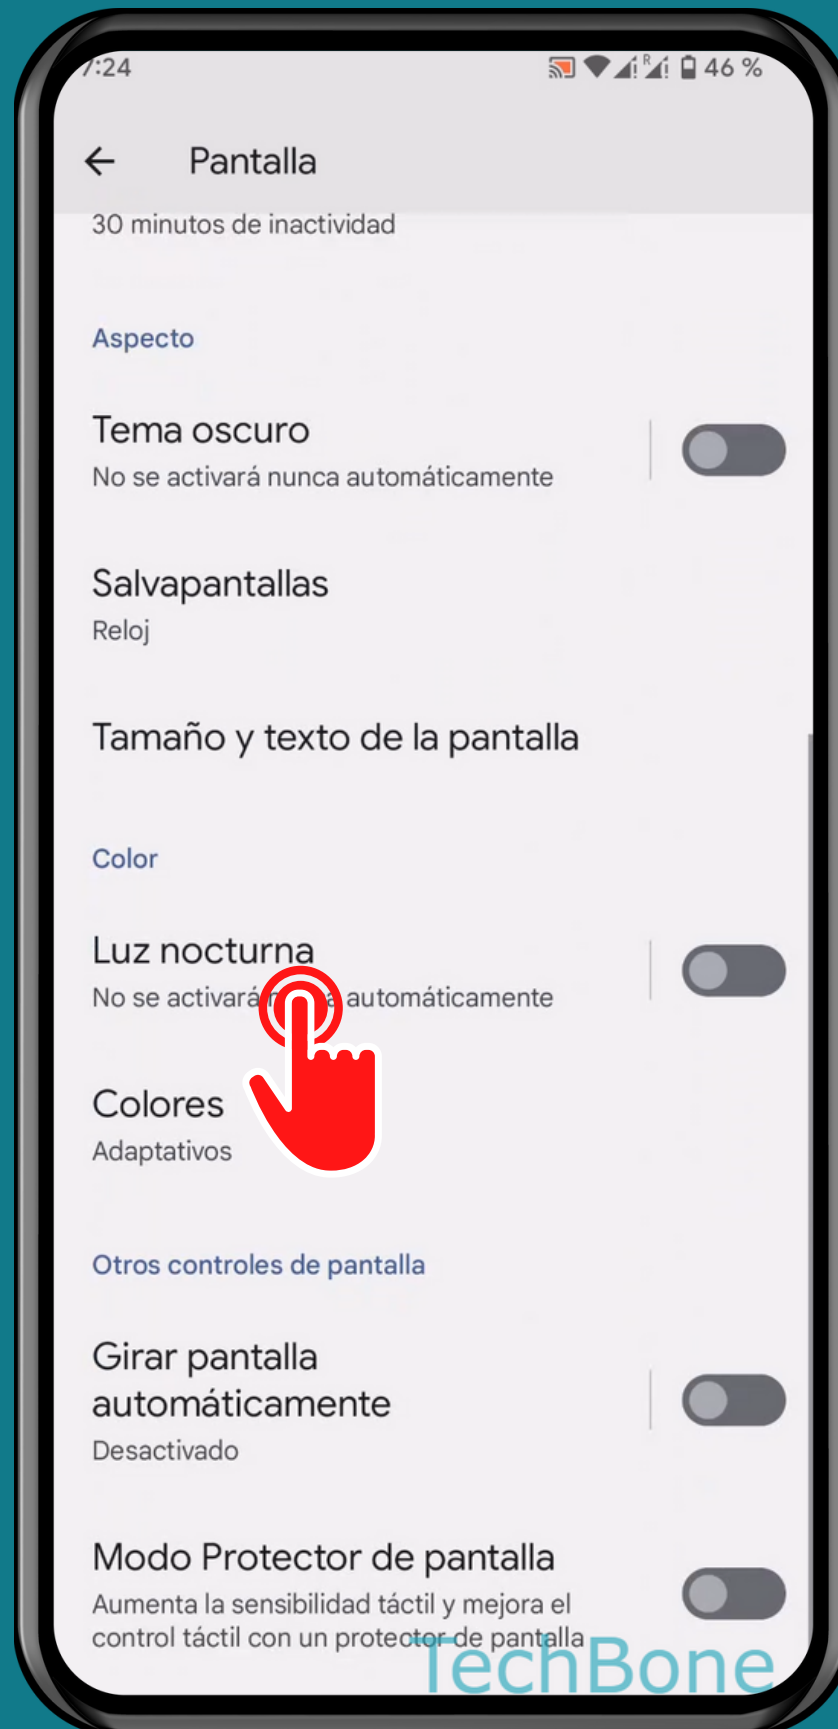 7:24
R 46 %
Pantalla
30 minutos de inactividad
Aspecto
Tema oscuro
No se activará nunca automáticamente
Salvapantallas
Reloj
Tamaño y texto de la pantalla
Color
Luz nocturna
No se activará automáticamente
Colores
Adaptativos
Otros controles de pantalla
Girar pantalla
automáticamente
Desactivado
Modo Protector de pantalla
Aumenta la sensibilidad táctil y mejora el
control táctil con un protector de pantalla
TechBone